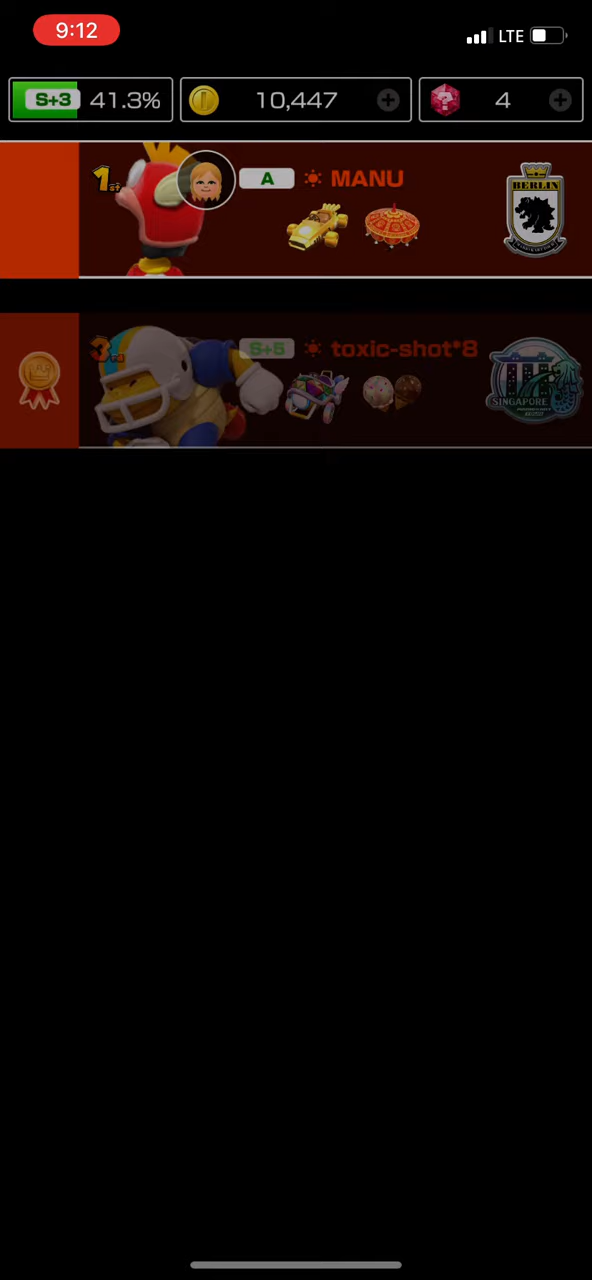 9:12 LTE
S+3 41.3% 10,447 4
1st A MANU BERLIN
3rd S+5 toxic-shot*8 SINGAPORE